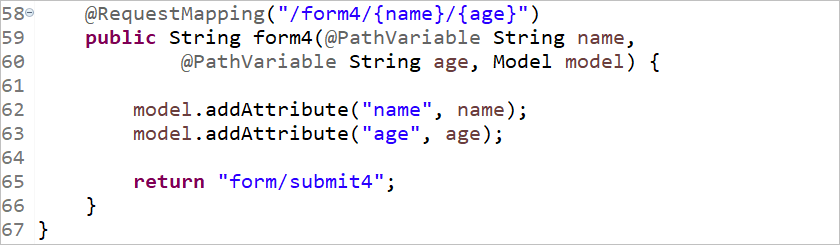 58 @RequestMapping("/form4/{name}/{age}")
59 public String form4(@PathVariable String name,
60 @PathVariable String age, Model model) {
61
62 model.addAttribute("name", name);
63 model.addAttribute("age", age);
64
65 return "form/submit4";
66 }
67 }